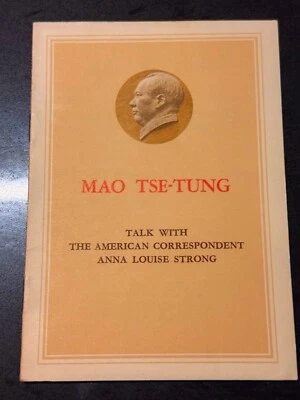 MAO TSE-TUNG
TALK WITH
THE AMERICAN CORRESPONDENT
ANNA LOUISE STRONG